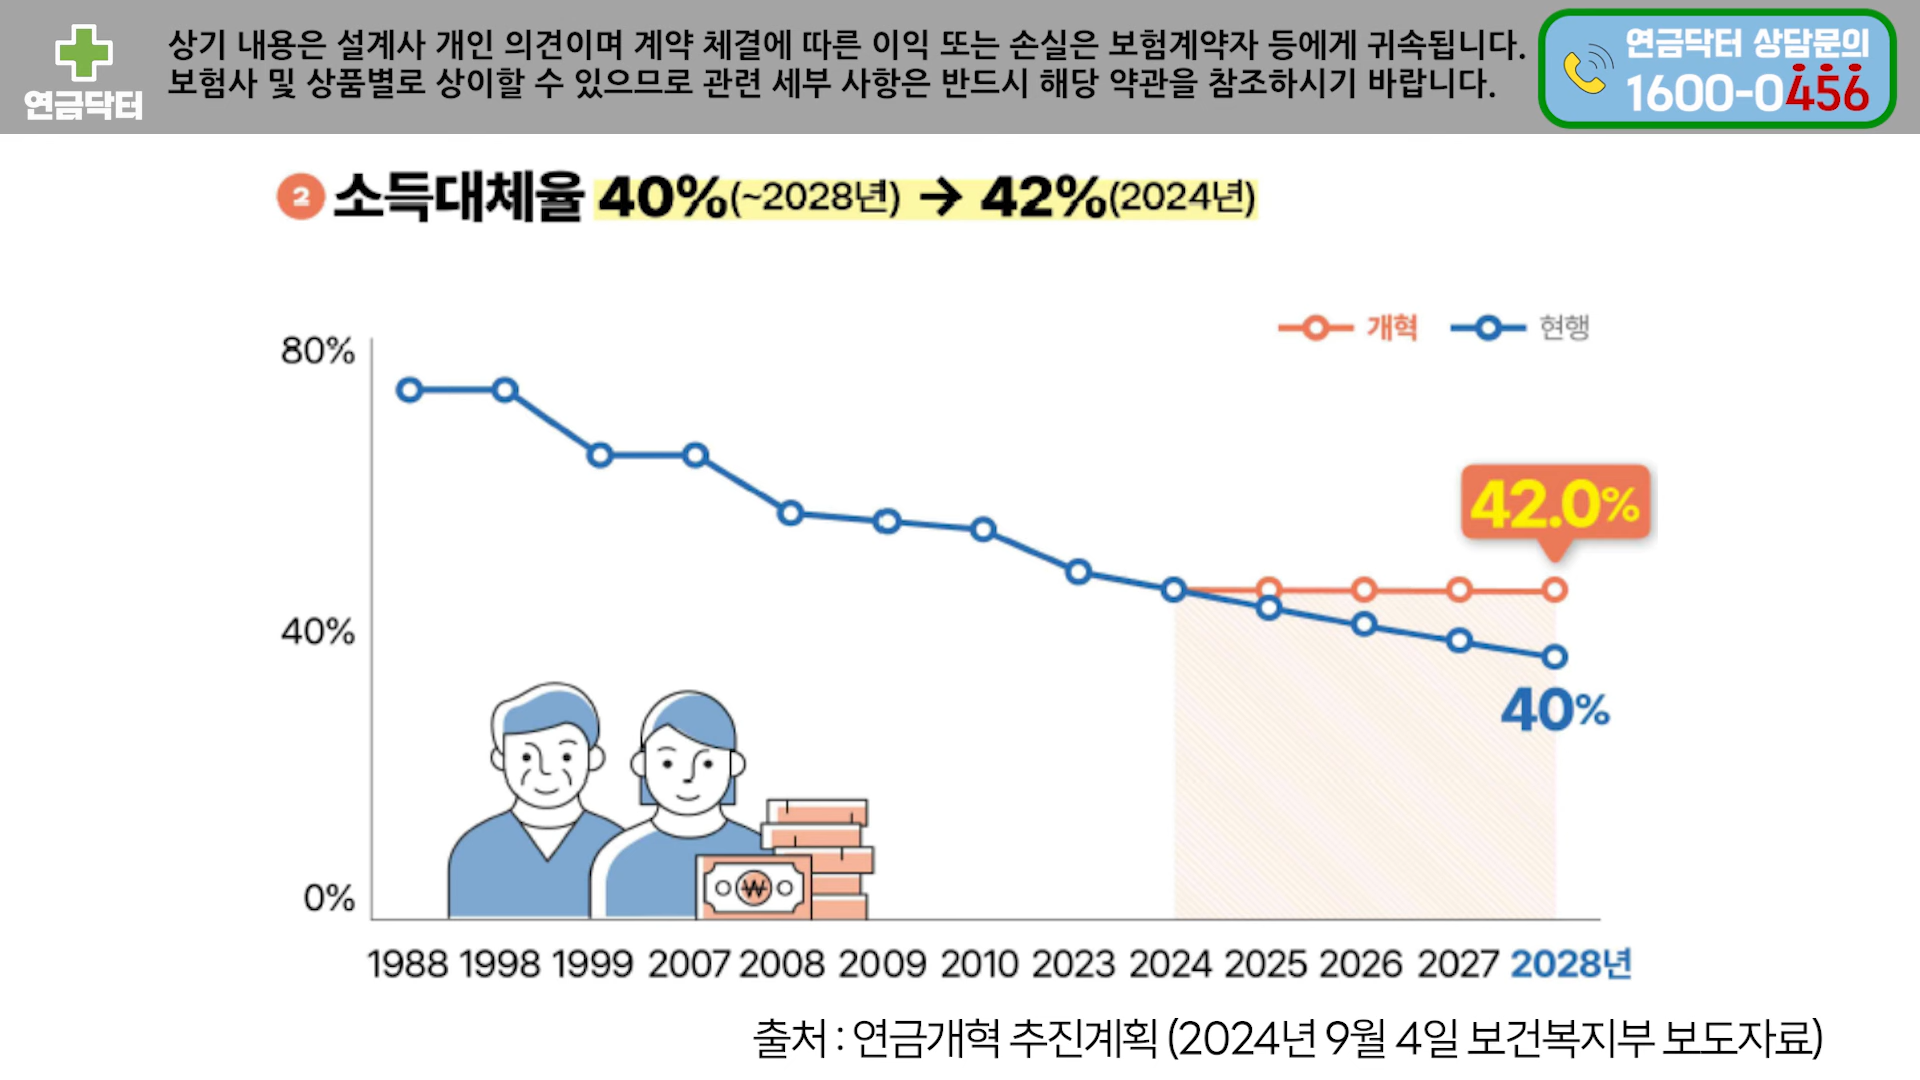 연금닥터
상기 내용은 설계사 개인 의견이며 계약 체결에 따른 이익 또는 손실은 보험계약자 등에게 귀속됩니다.
보험사 및 상품별로 상이할 수 있으므로 관련 세부 사항은 반드시 해당 약관을 참조하시기 바랍니다.
연금닥터 상담문의
1600-0456
2 소득대체율 40%(~2028년) → 42%(2024년)
개혁 현행
80%
40%
0%
42.0%
40%
₩
1988 1998 1999 2007 2008 2009 2010 2023 2024 2025 2026 2027 2028년
출처 : 연금개혁 추진계획 (2024년 9월 4일 보건복지부 보도자료)